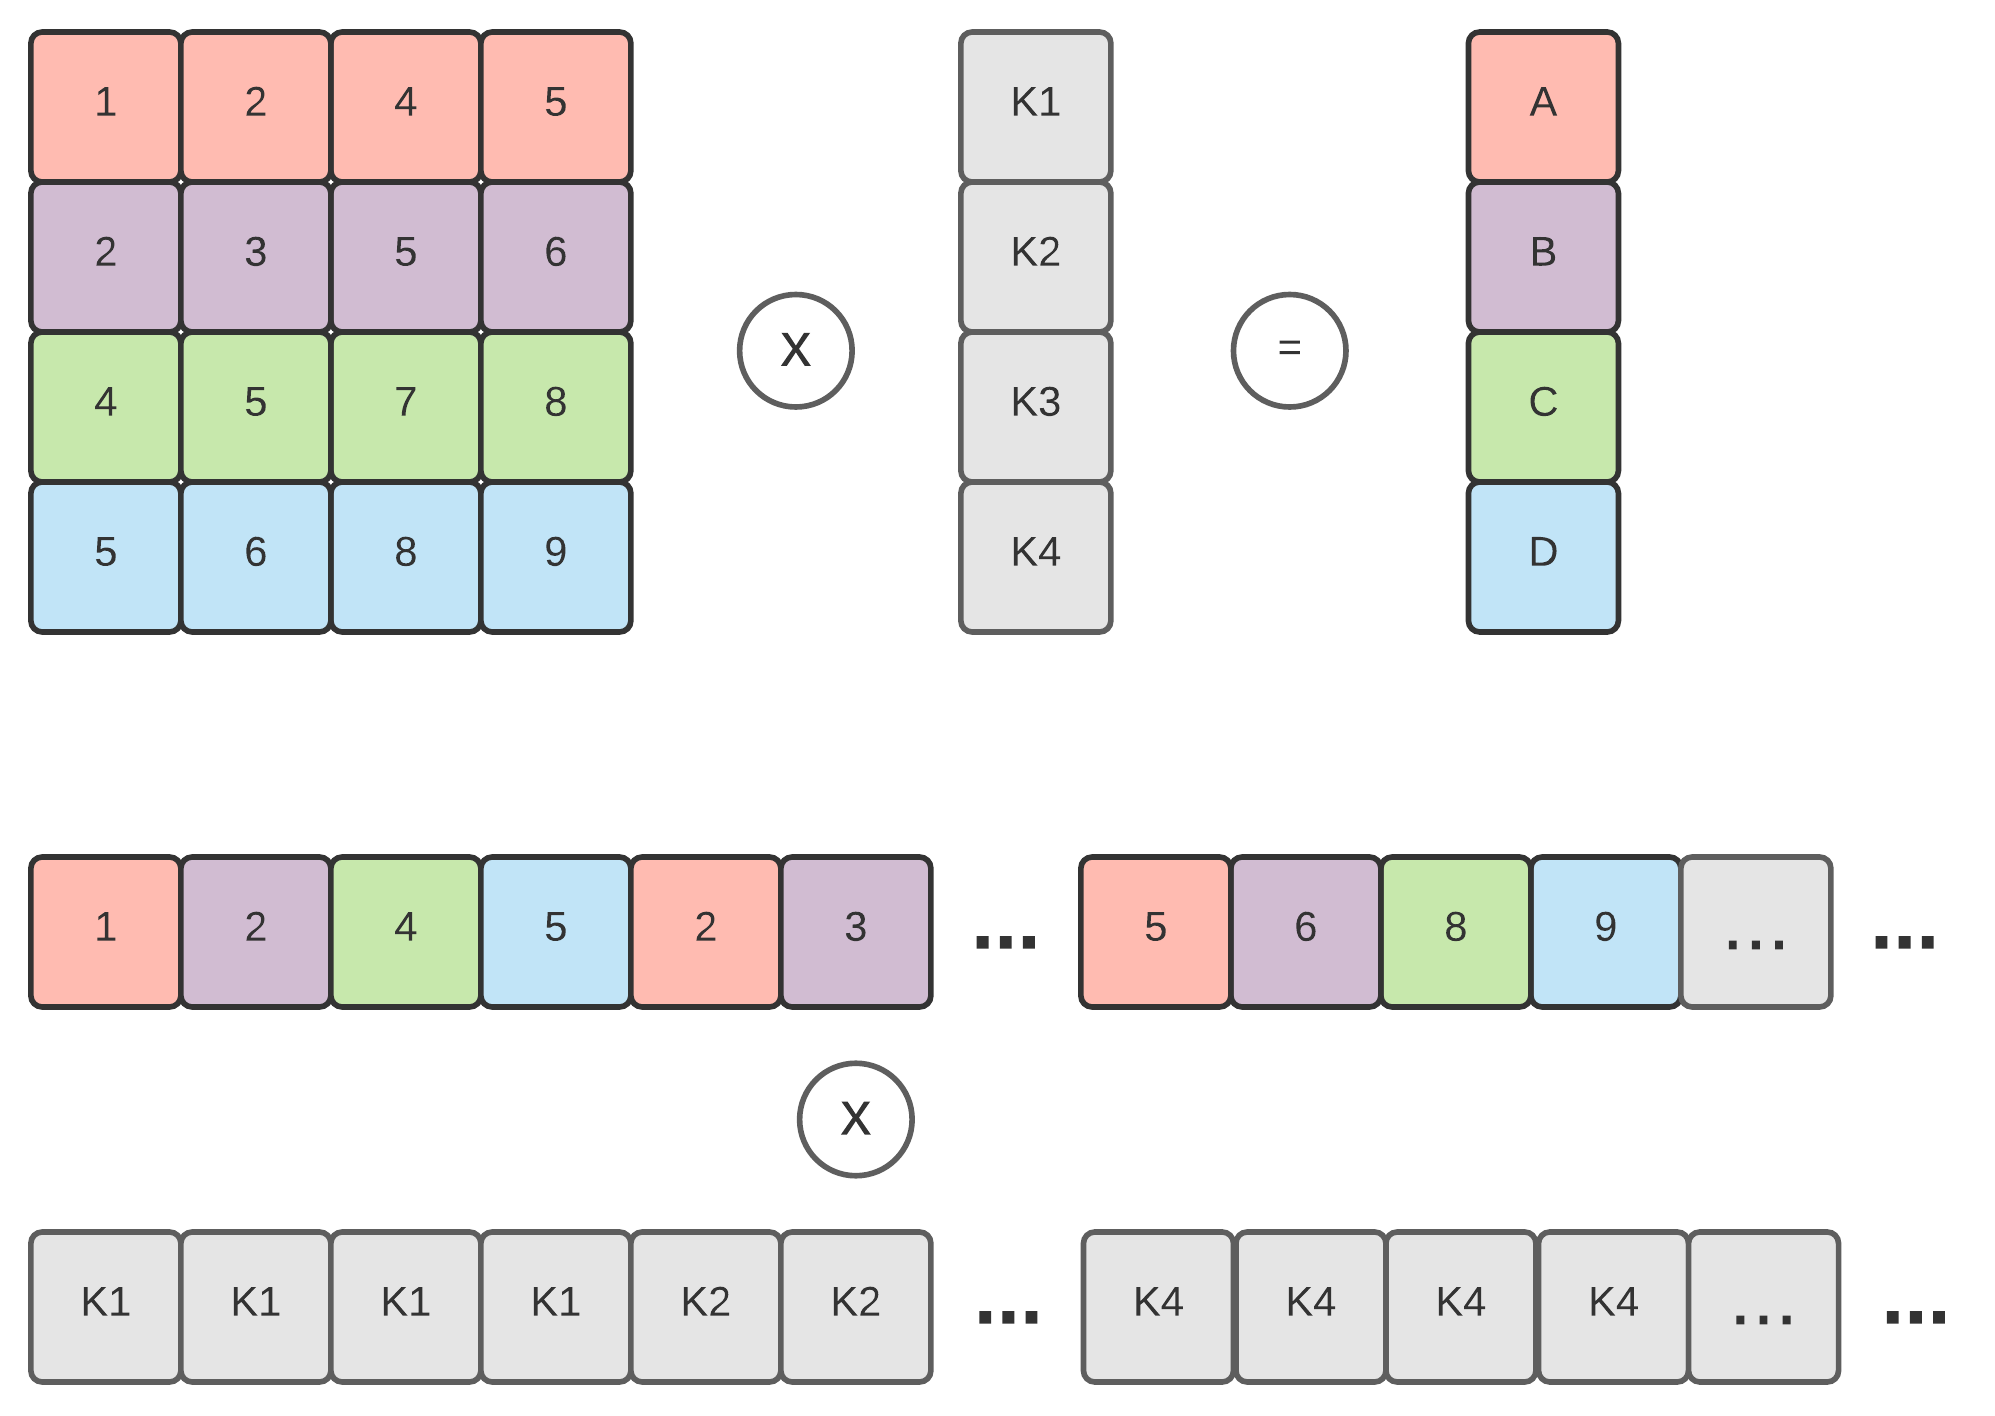 1 2 4 5 K1 A
2 3 5 6 K2 B
x =
4 5 7 8 K3 C
5 6 8 9 K4 D
1 2 4 5 2 3 ... 5 6 8 9 ... ...
x
K1 K1 K1 K1 K2 K2 ... K4 K4 K4 K4 ... ...